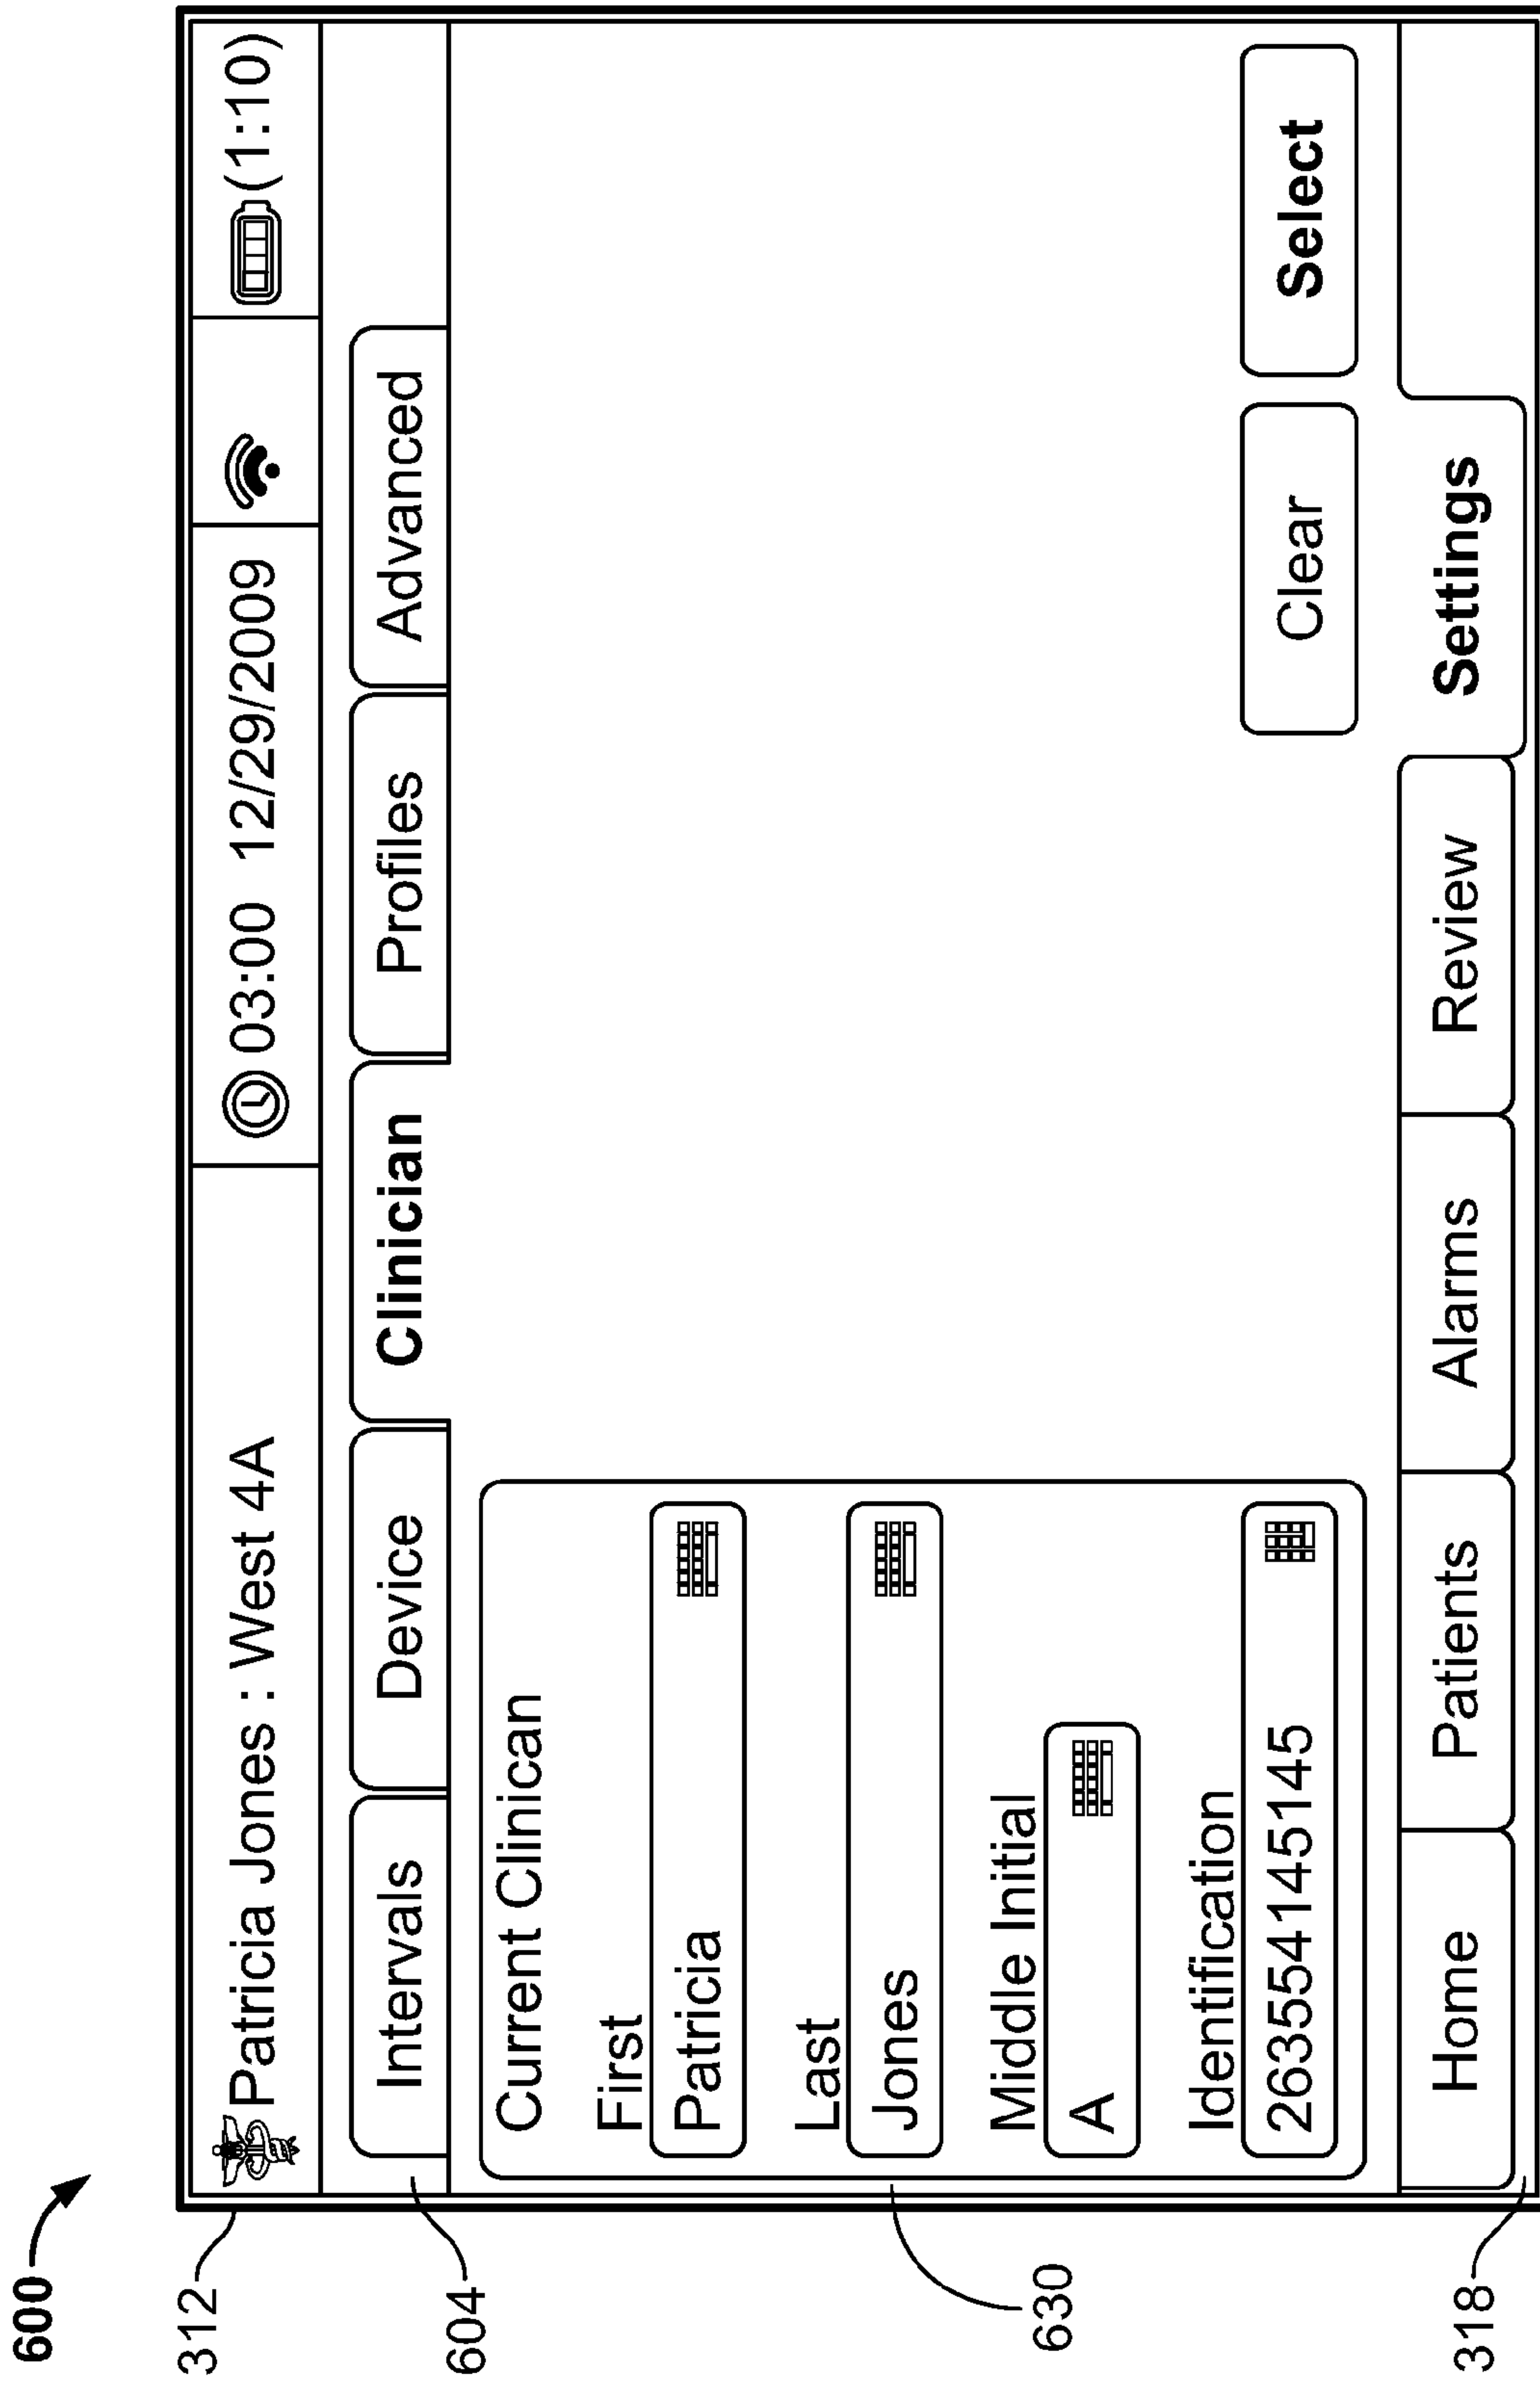 600
312
Patricia Jones : West 4A 03:00 12/29/2009 (1:10)
604
Intervals Device Clinician Profiles Advanced
Current Clinican
First
Patricia
Last
Jones
630
Middle Initial
A
Identification
263554145145
Clear Select
Home Patients Alarms Review Settings
318